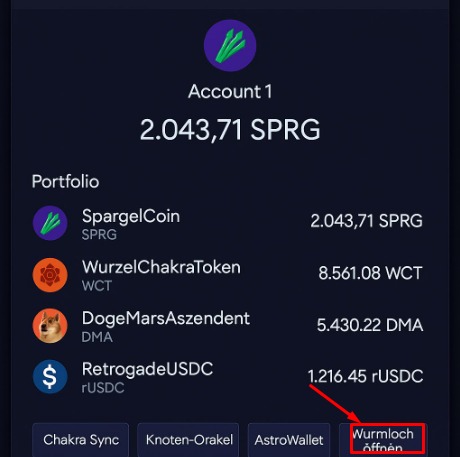 Account 1
2.043,71 SPRG
Portfolio
SpargelCoin
2.043,71 SPRG
SPRG
WurzelChakraToken
8.561.08 WCT
WCT
DogeMarsAszendent
5.430.22 DMA
DMA
RetrogadeUSDC
1.216.45 rUSDC
rUSDC
Chakra Sync
Knoten-Orakel
AstroWallet
Wurmloch
öffnen